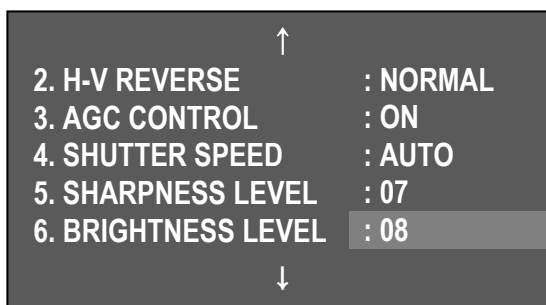 ↑
2. H-V REVERSE : NORMAL
3. AGC CONTROL : ON
4. SHUTTER SPEED : AUTO
5. SHARPNESS LEVEL : 07
6. BRIGHTNESS LEVEL : 08
↓